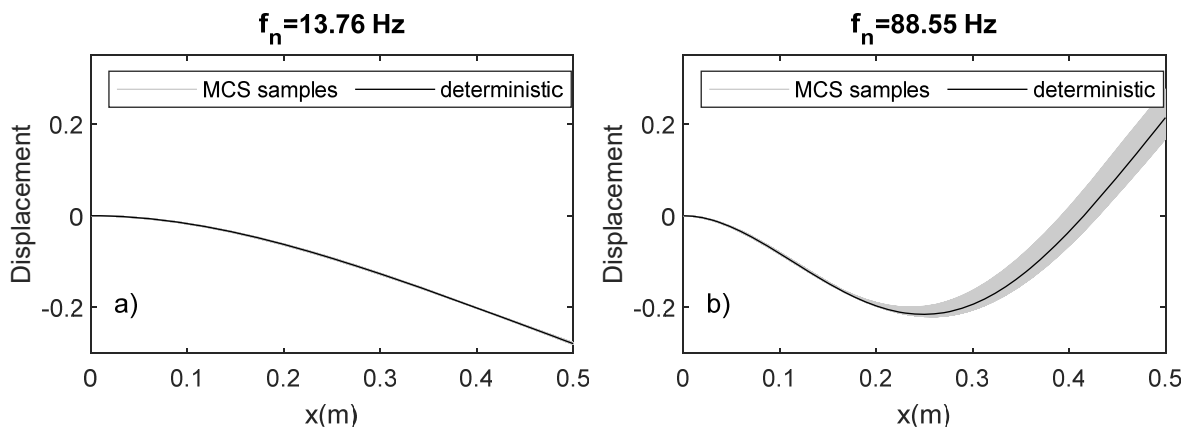 fn=13.76 Hz
MCS samples deterministic
0.2
0
-0.2
Displacement
a)
0 0.1 0.2 0.3 0.4 0.5
x(m)
fn=88.55 Hz
MCS samples deterministic
0.2
0
-0.2
Displacement
b)
0 0.1 0.2 0.3 0.4 0.5
x(m)